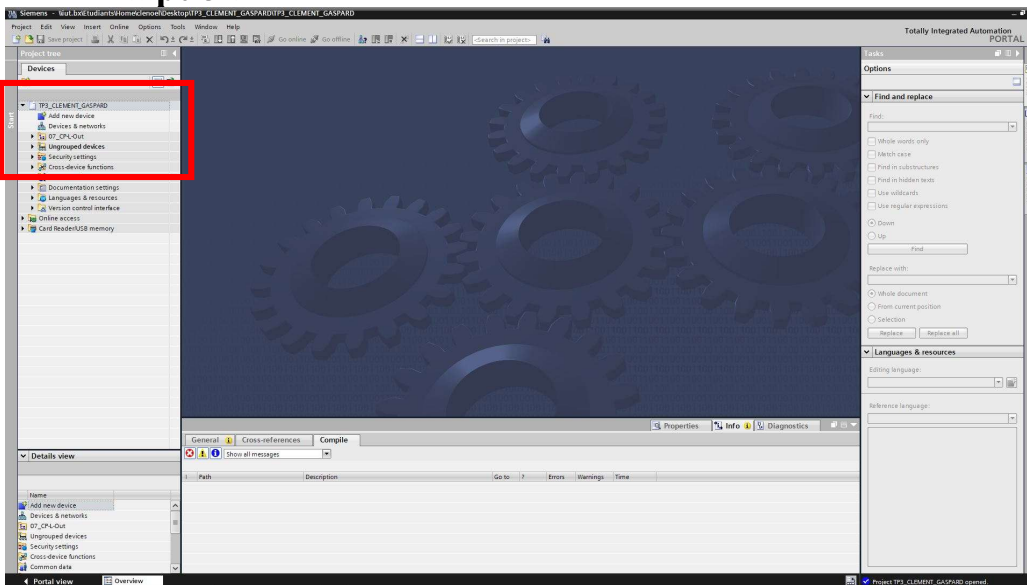 Siemens - \\iut.bx\Etudiants\Home\clenoel\Desktop\TP3_CLEMENT_GASPARD\TP3_CLEMENT_GASPARD
Project Edit View Insert Online Options Tools Window Help
Totally Integrated Automation
PORTAL
Save project Go online Go offline <Search in project>
Project tree
Devices
Start
TP3_CLEMENT_GASPARD
Add new device
Devices & networks
07_CP-L-Out
Ungrouped devices
Security settings
Cross-device functions
Documentation settings
Languages & resources
Version control interface
Online access
Card Reader/USB memory
Details view
Name
Add new device
Devices & networks
07_CP-L-Out
Ungrouped devices
Security settings
Cross-device functions
Common data
Properties Info Diagnostics
General Cross-references Compile
Show all messages
! Path Description Go to ? Errors Warnings Time
Tasks
Options
Find and replace
Find:
Whole words only
Match case
Find in substructures
Find in hidden texts
Use wildcards
Use regular expressions
Down
Up
Find
Replace with:
Whole document
From current position
Selection
Replace Replace all
Languages & resources
Editing language:
Reference language:
Portal view Overview
Project TP3_CLEMENT_GASPARD opened.